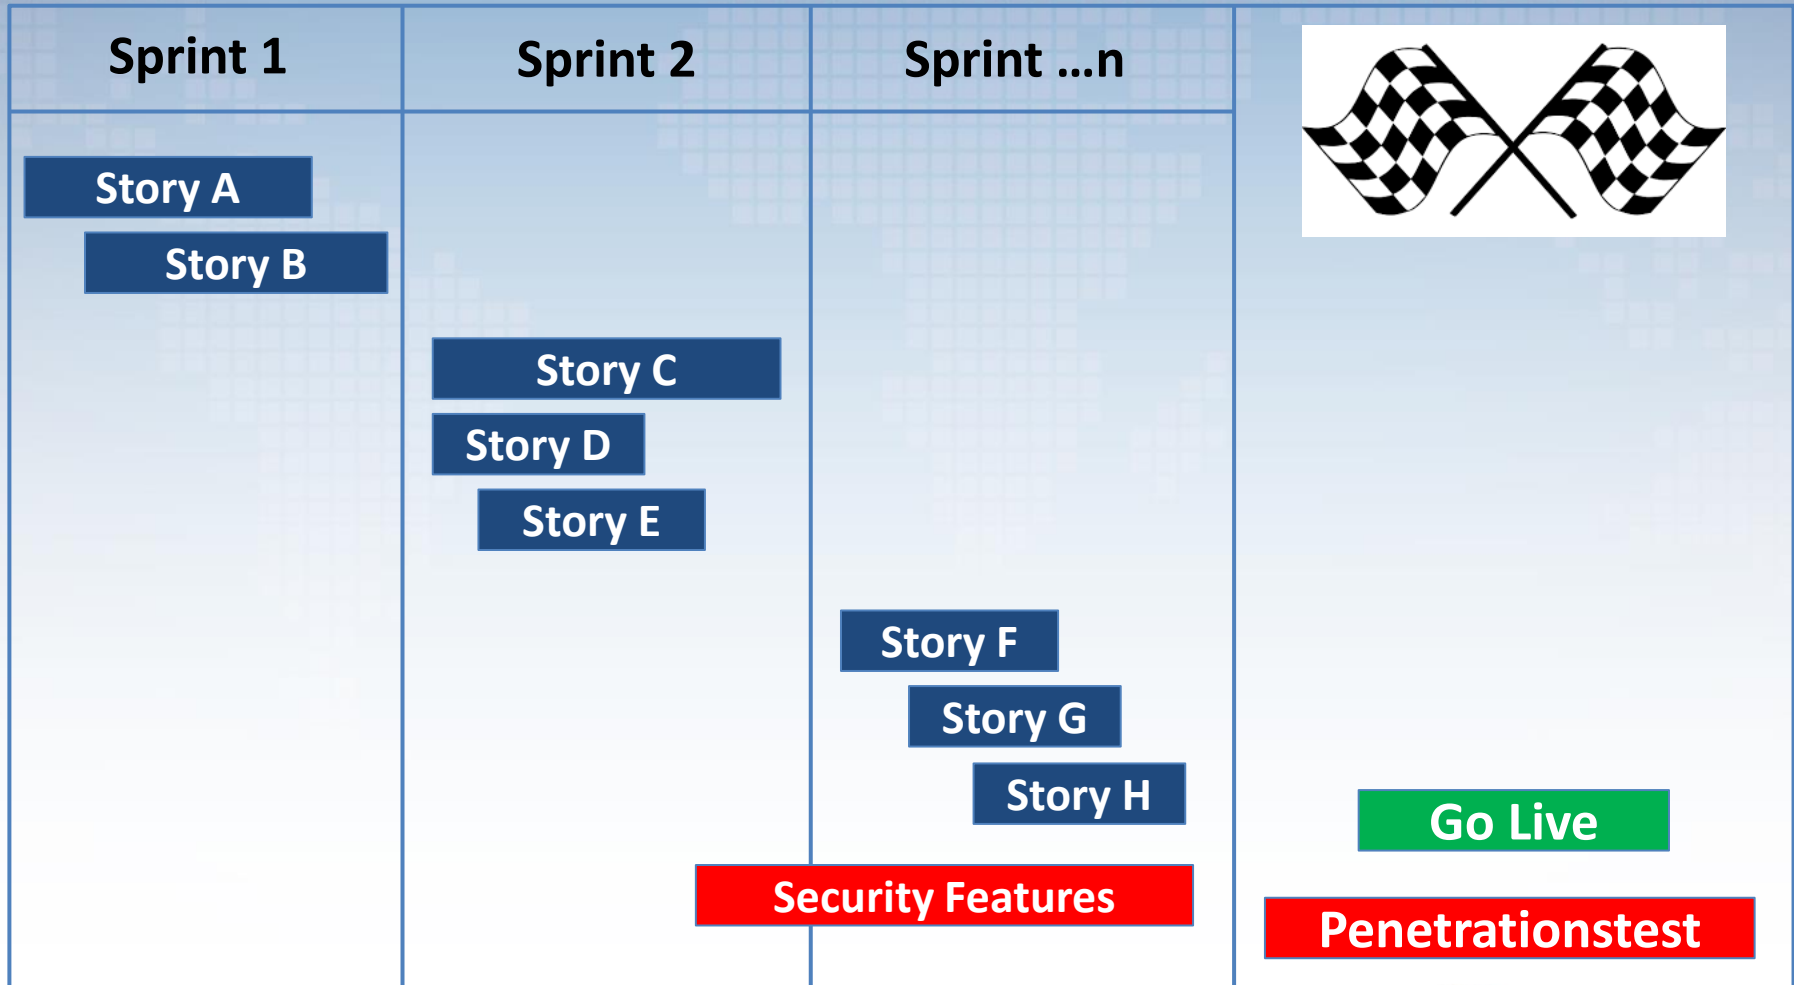 Sprint 1
Sprint 2
Sprint ...n
Story A
Story B
Story C
Story D
Story E
Story F
Story G
Story H
Go Live
Security Features
Penetrationstest